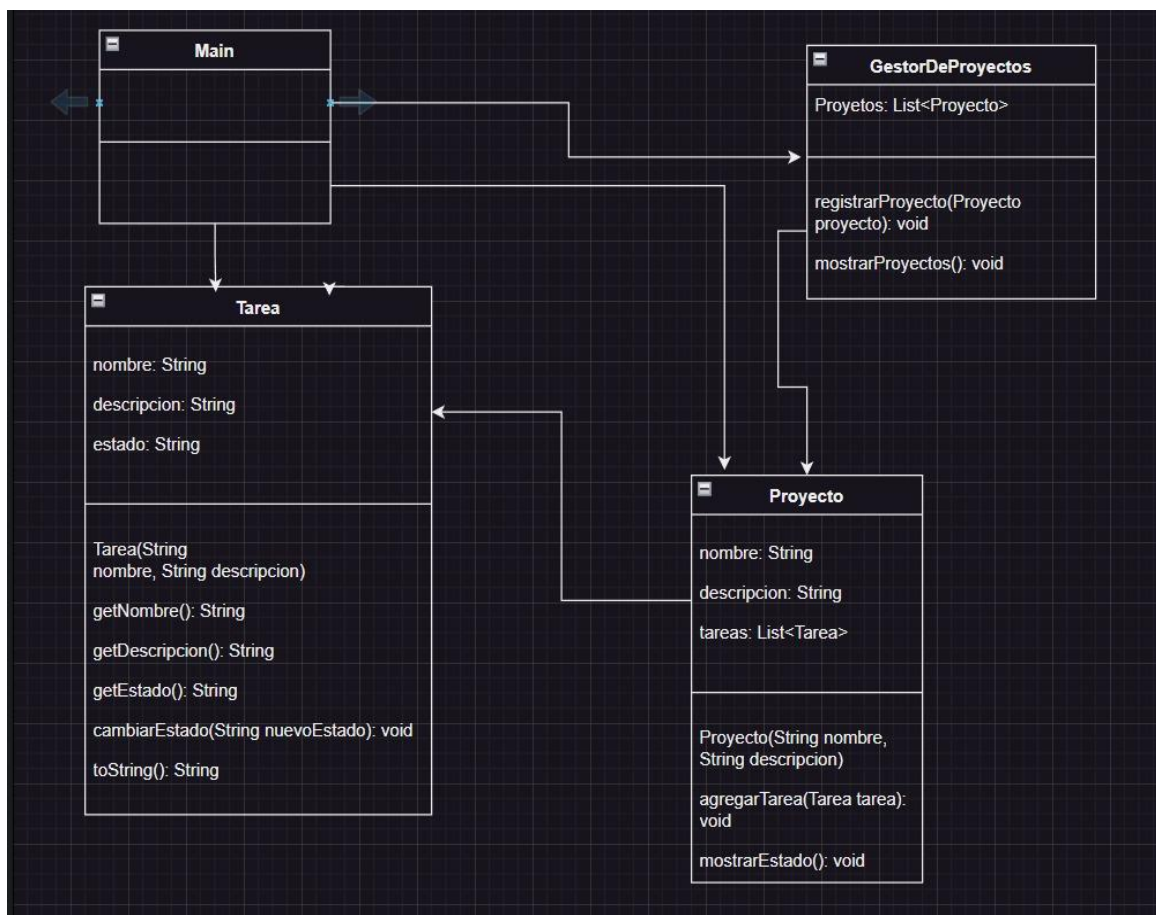 Main
GestorDeProyectos
Proyetos: List<Proyecto>
registrarProyecto(Proyecto
proyecto): void
mostrarProyectos(): void
Tarea
nombre: String
descripcion: String
estado: String
Tarea(String
nombre, String descripcion)
getNombre(): String
getDescripcion(): String
getEstado(): String
cambiarEstado(String nuevoEstado): void
toString(): String
Proyecto
nombre: String
descripcion: String
tareas: List<Tarea>
Proyecto(String nombre,
String descripcion)
agregarTarea(Tarea tarea):
void
mostrarEstado(): void